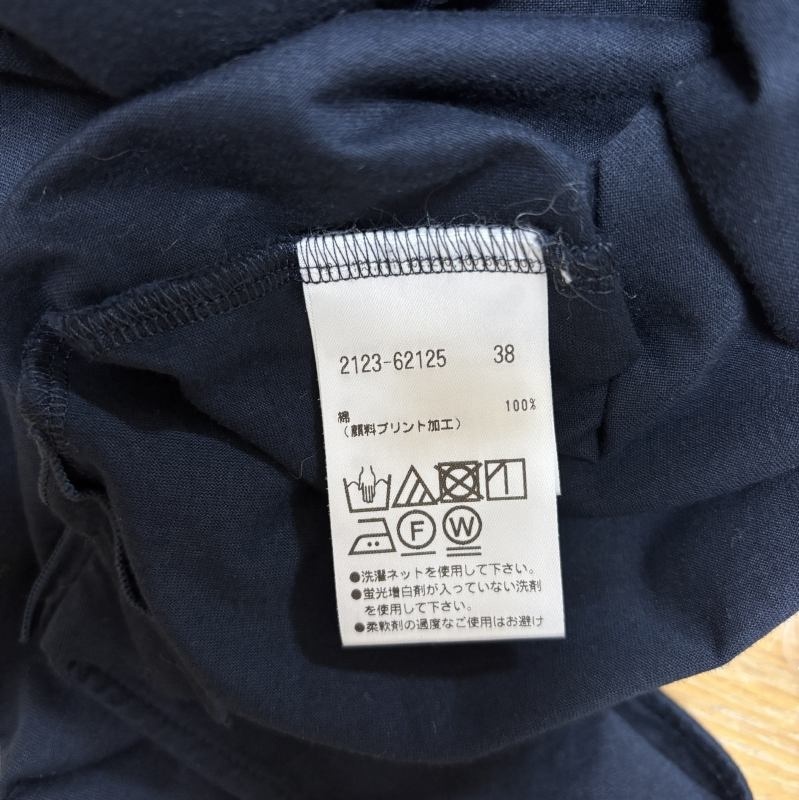 2123-62125 38
綿 100%
(顔料プリント加工)
F W
●洗濯ネットを使用して下さい。
●蛍光増白剤が入っていない洗剤
を使用して下さい。
●柔軟剤の過度なご使用はお避け